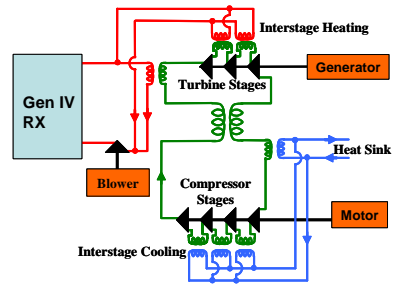 Interstage Heating
Gen IV
RX
Turbine Stages
Generator
Heat Sink
Blower
Compressor
Stages
Motor
Interstage Cooling